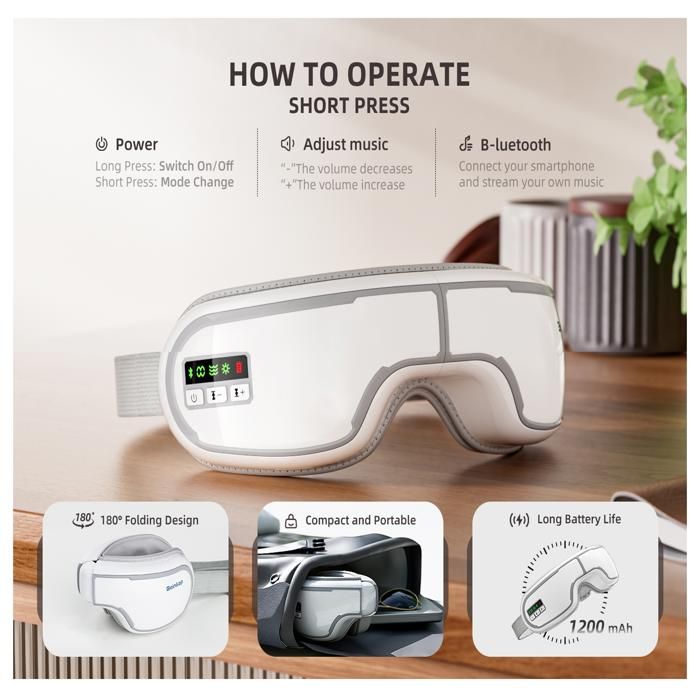 HOW TO OPERATE
SHORT PRESS
Power
Long Press: Switch On/Off
Short Press: Mode Change
Adjust music
“-”The volume decreases
“+”The volume increase
B-luetooth
Connect your smartphone
and stream your own music
180° 180° Folding Design
Compact and Portable
Long Battery Life
1200 mAh